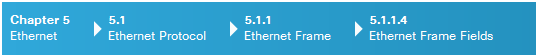 Chapter 5
Ethernet
5.1
Ethernet Protocol
5.1.1
Ethernet Frame
5.1.1.4
Ethernet Frame Fields